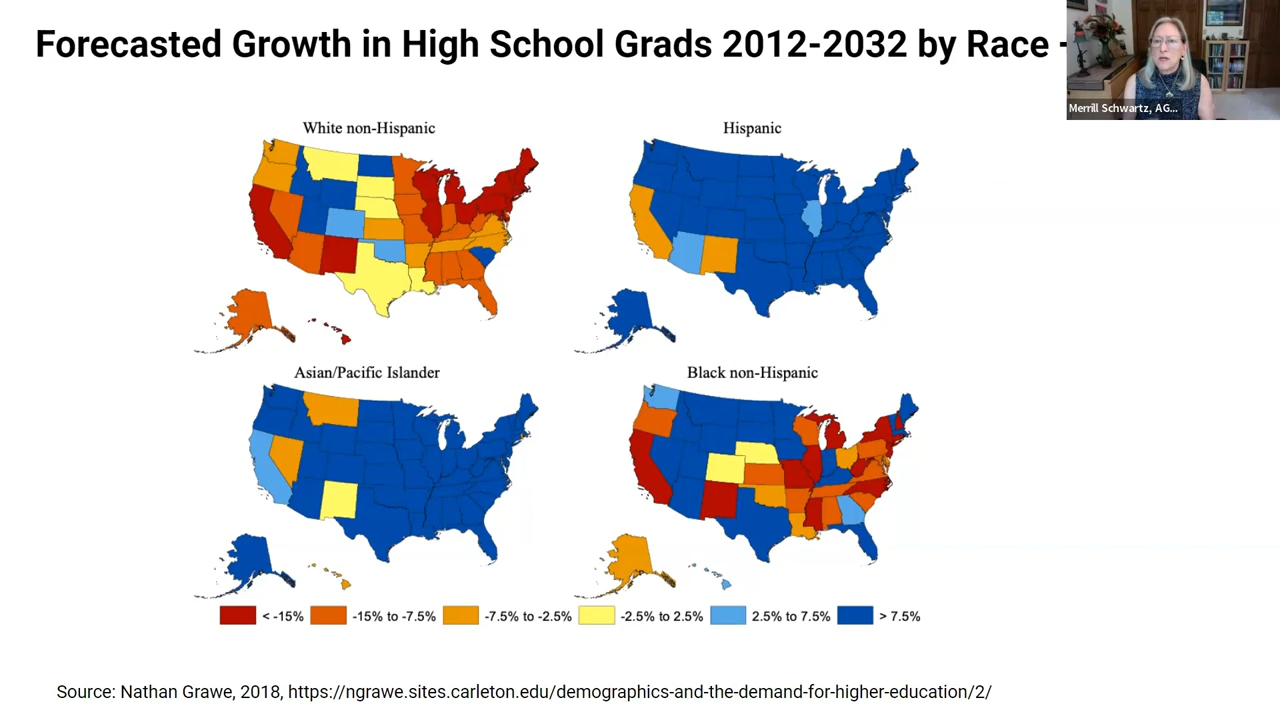 Forecasted Growth in High School Grads 2012-2032 by Race -
Merrill Schwartz, AG...
White non-Hispanic
Hispanic
Asian/Pacific Islander
Black non-Hispanic
< -15%
-15% to -7.5%
-7.5% to -2.5%
-2.5% to 2.5%
2.5% to 7.5%
> 7.5%
Source: Nathan Grawe, 2018, https://ngrawe.sites.carleton.edu/demographics-and-the-demand-for-higher-education/2/